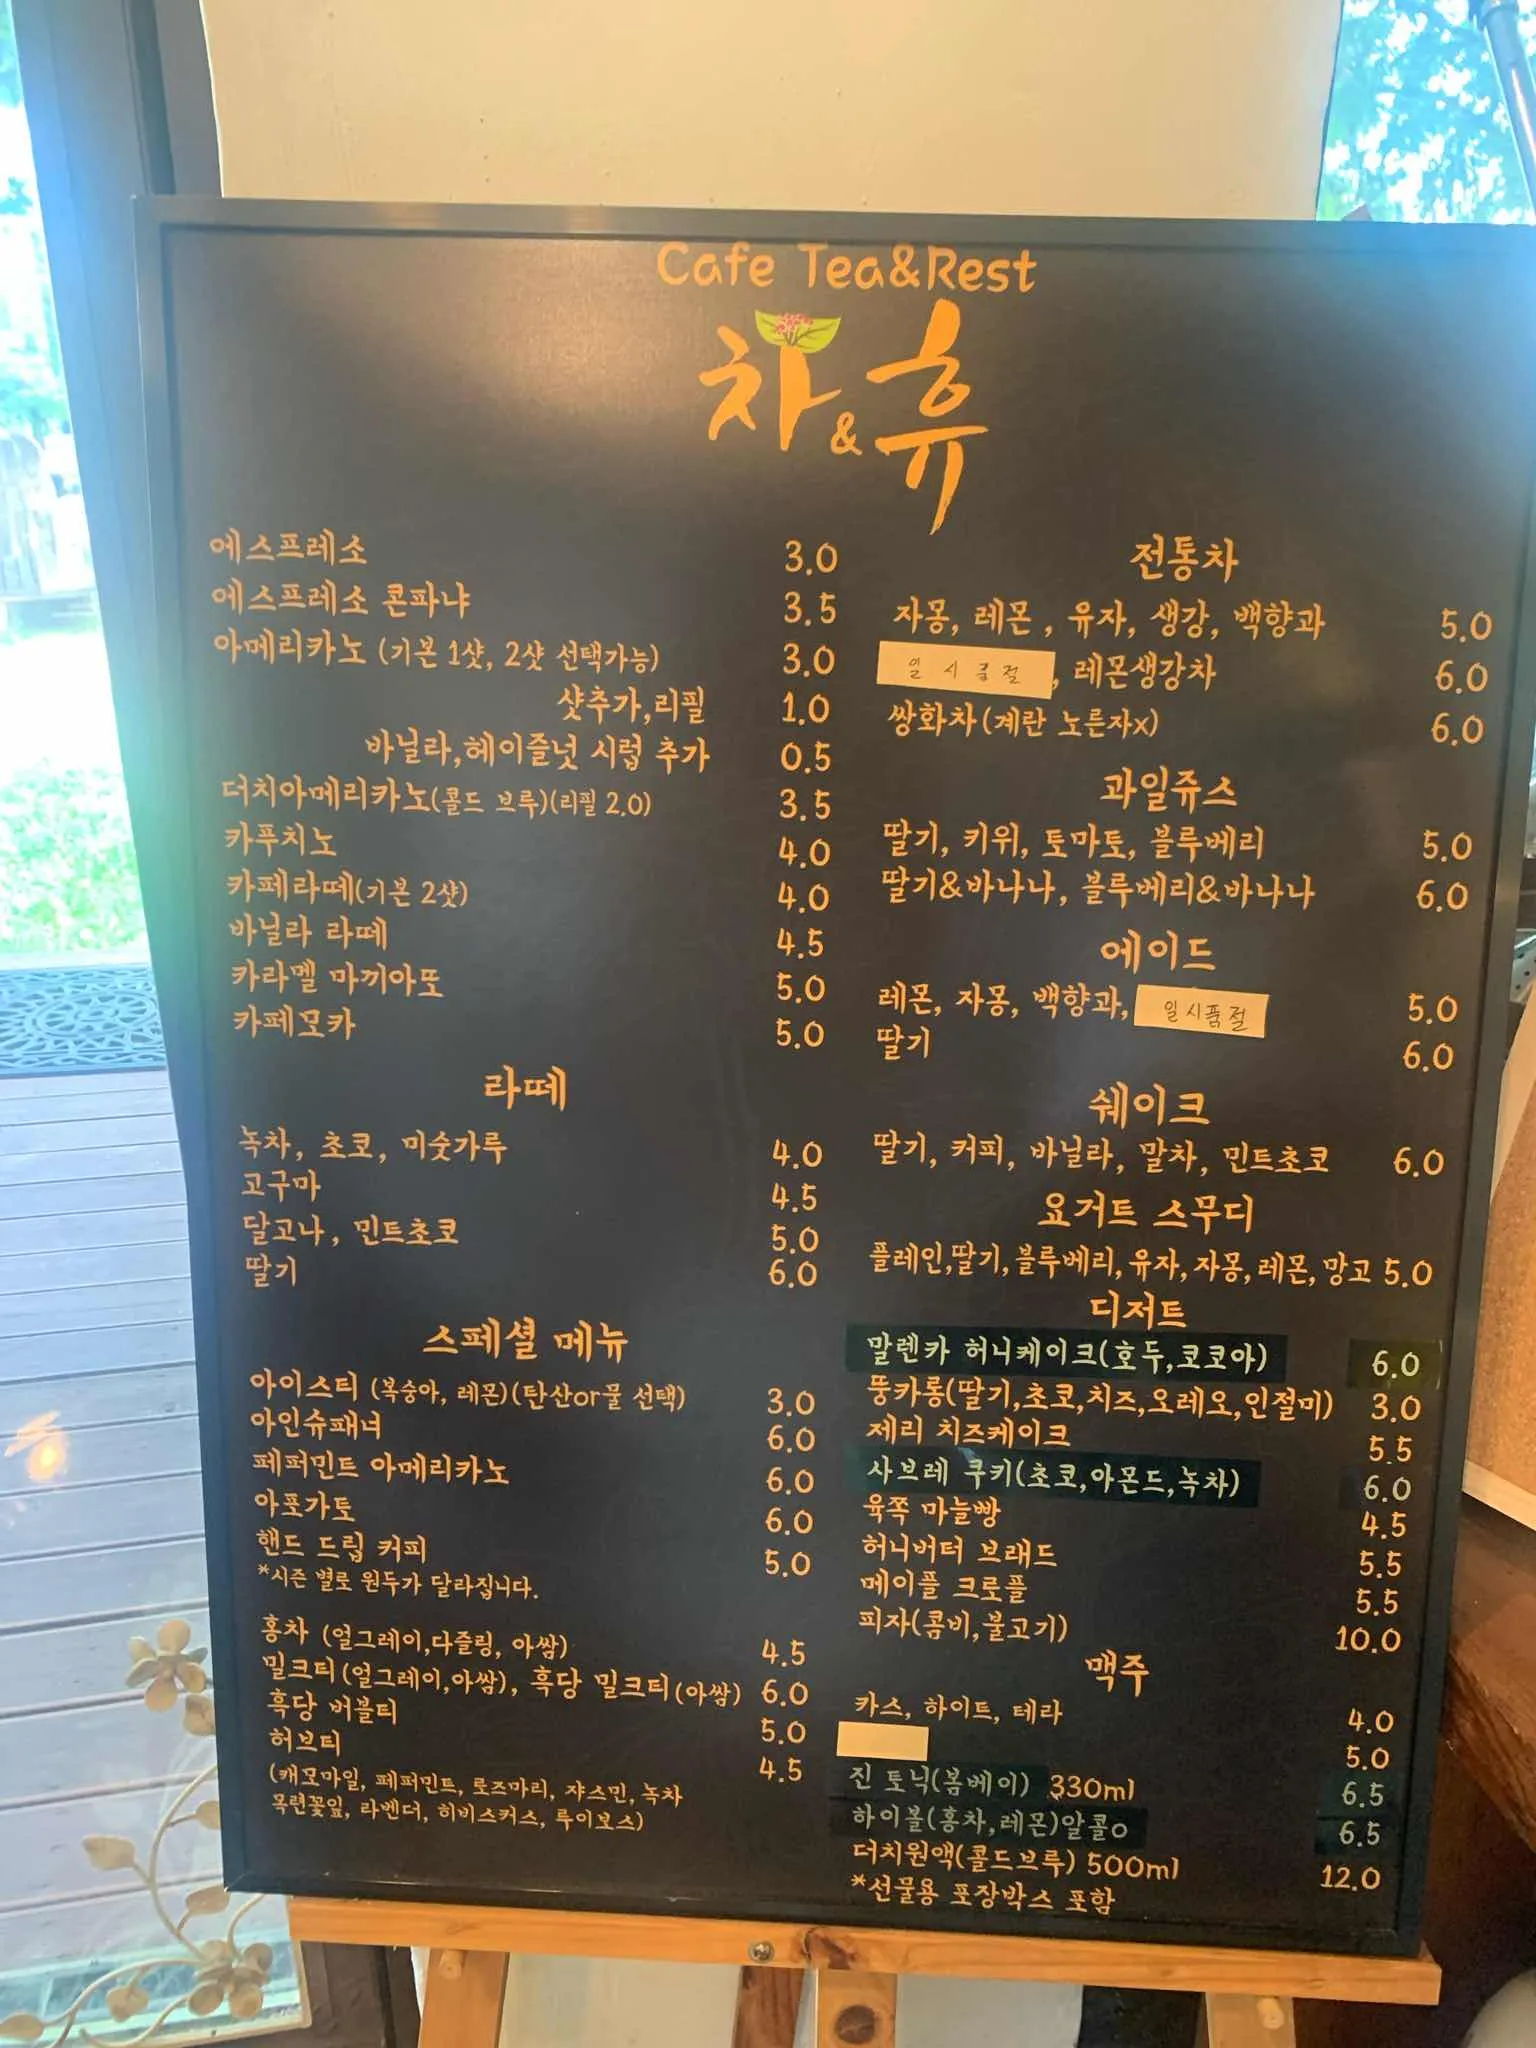 Cafe Tea&Rest
차&휴
에스프레소 3.0
에스프레소 콘파냐 3.5
아메리카노 (기본 1샷, 2샷 선택가능) 3.0
샷추가,리필 1.0
바닐라,헤이즐넛 시럽 추가 0.5
더치아메리카노(콜드 브루)(리필 2.0) 3.5
카푸치노 4.0
카페라떼(기본 2샷) 4.0
바닐라 라떼 4.5
카라멜 마끼아또 5.0
카페모카 5.0
라떼
녹차, 초코, 미숫가루 4.0
고구마 4.5
달고나, 민트초코 5.0
딸기 6.0
스페셜 메뉴
아이스티 (복숭아, 레몬)(탄산or물 선택) 3.0
아인슈패너 6.0
페퍼민트 아메리카노 6.0
아포가토 6.0
핸드 드립 커피 5.0
*시즌 별로 원두가 달라집니다.
홍차 (얼그레이,다즐링, 아쌈) 4.5
밀크티(얼그레이,아쌈), 흑당 밀크티(아쌈) 6.0
흑당 버블티 5.0
허브티 4.5
(캐모마일, 페퍼민트, 로즈마리, 쟈스민, 녹차
목련꽃잎, 라벤더, 히비스커스, 루이보스)
전통차
자몽, 레몬 , 유자, 생강, 백향과 5.0
일시품절, 레몬생강차 6.0
쌍화차(계란 노른자x) 6.0
과일쥬스
딸기, 키위, 토마토, 블루베리 5.0
딸기&바나나, 블루베리&바나나 6.0
에이드
레몬, 자몽, 백향과, 일시품절 5.0
딸기 6.0
쉐이크
딸기, 커피, 바닐라, 말차, 민트초코 6.0
요거트 스무디
플레인,딸기,블루베리,유자,자몽,레몬,망고 5.0
디저트
말렌카 허니케이크(호두,코코아) 6.0
뚱카롱(딸기,초코,치즈,오레오,인절미) 3.0
제리 치즈케이크 5.5
사브레 쿠키(초코,아몬드,녹차) 6.0
육쪽 마늘빵 4.5
허니버터 브래드 5.5
메이플 크로플 5.5
피자(콤비,불고기) 10.0
맥주
카스, 하이트, 테라 4.0
5.0
진 토닉(봄베이) 330ml 6.5
하이볼(홍차,레몬)알콜o 6.5
더치원액(콜드브루) 500ml 12.0
*선물용 포장박스 포함